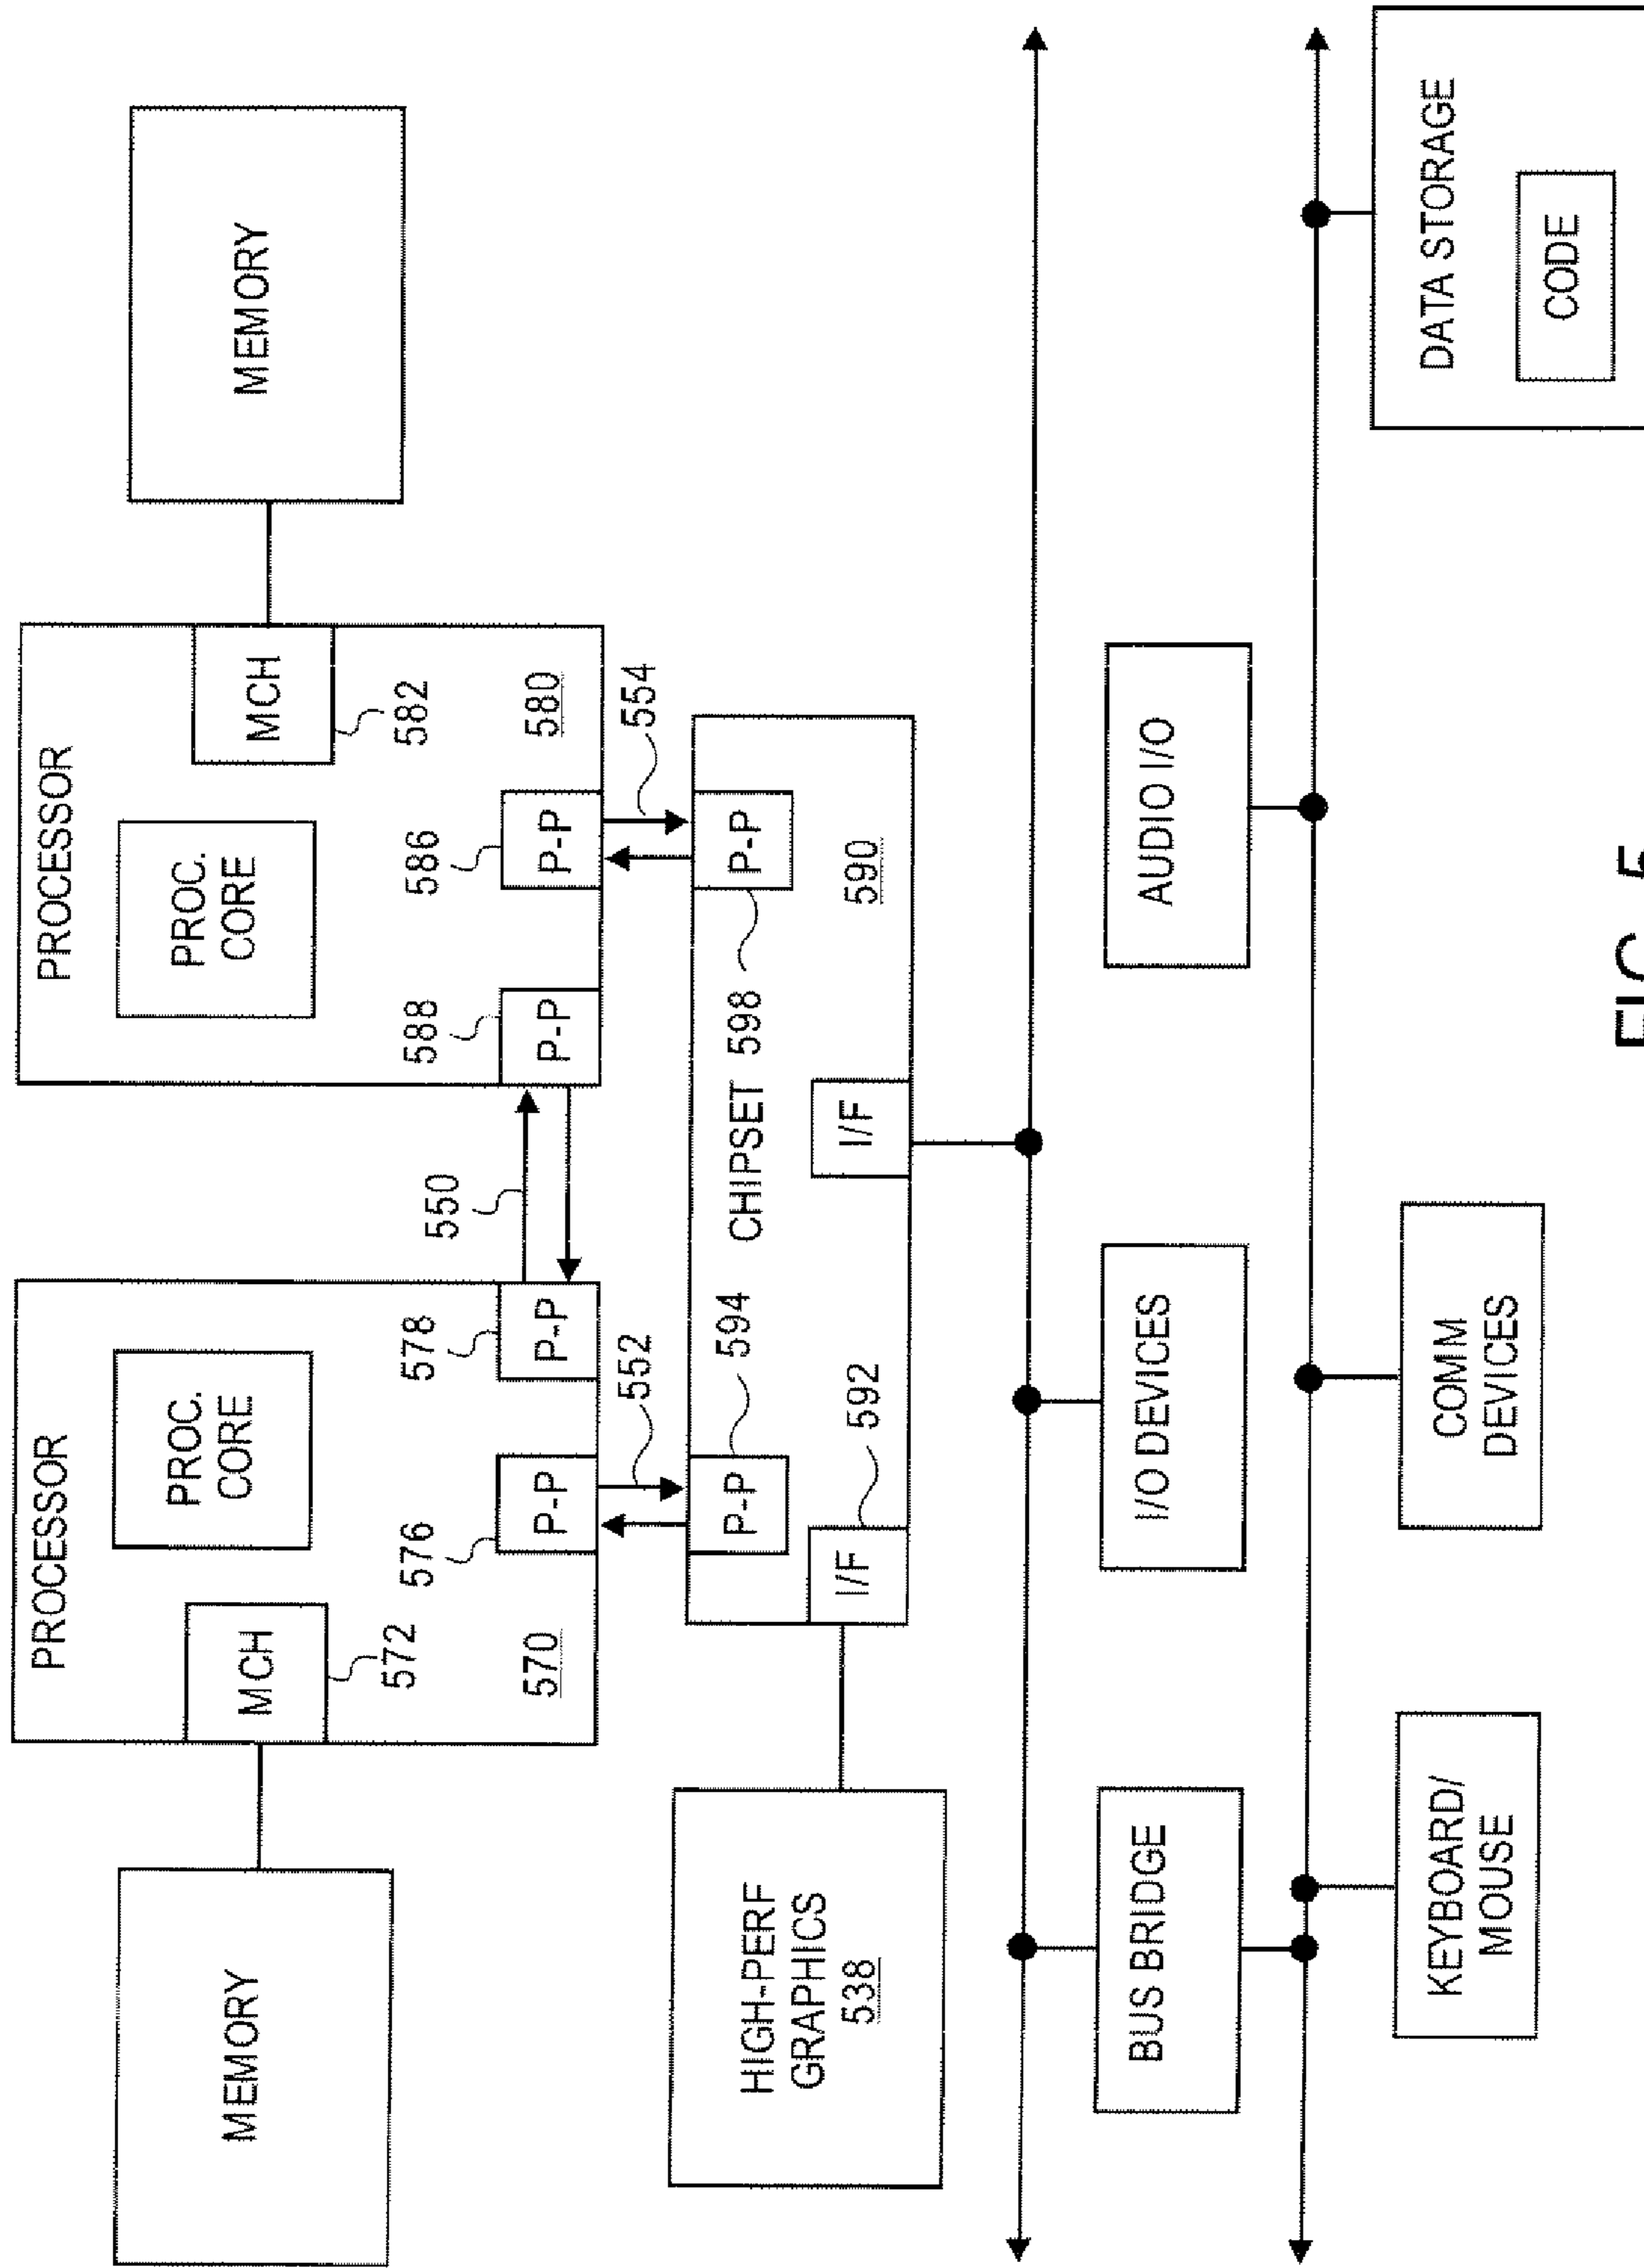 PROCESSOR
PROCESSOR
PROC.
CORE
PROC.
CORE
MEMORY
MCH
572
MCH
582
MEMORY
570
576
P-P
578
P-P
550
588
P-P
586
P-P
580
552
554
HIGH-PERF
GRAPHICS
538
P-P
594
CHIPSET
598
P-P
I/F
592
I/F
590
BUS BRIDGE
I/O DEVICES
AUDIO I/O
KEYBOARD/
MOUSE
COMM
DEVICES
DATA STORAGE
CODE